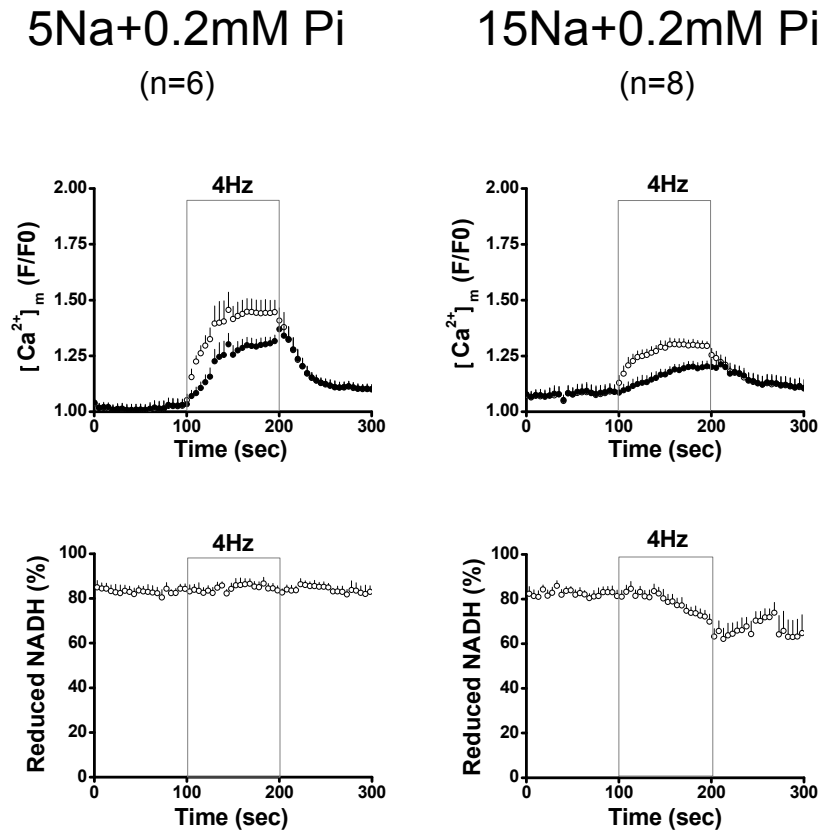 5Na+0.2mM Pi
(n=6)
15Na+0.2mM Pi
(n=8)
4Hz
[Ca²⁺]ₘ (F/F0)
2.00
1.75
1.50
1.25
1.00
0
100
200
300
Time (sec)
4Hz
[Ca²⁺]ₘ (F/F0)
2.00
1.75
1.50
1.25
1.00
0
100
200
300
Time (sec)
4Hz
Reduced NADH (%)
100
80
60
40
20
0
0
100
200
300
Time (sec)
4Hz
Reduced NADH (%)
100
80
60
40
20
0
0
100
200
300
Time (sec)